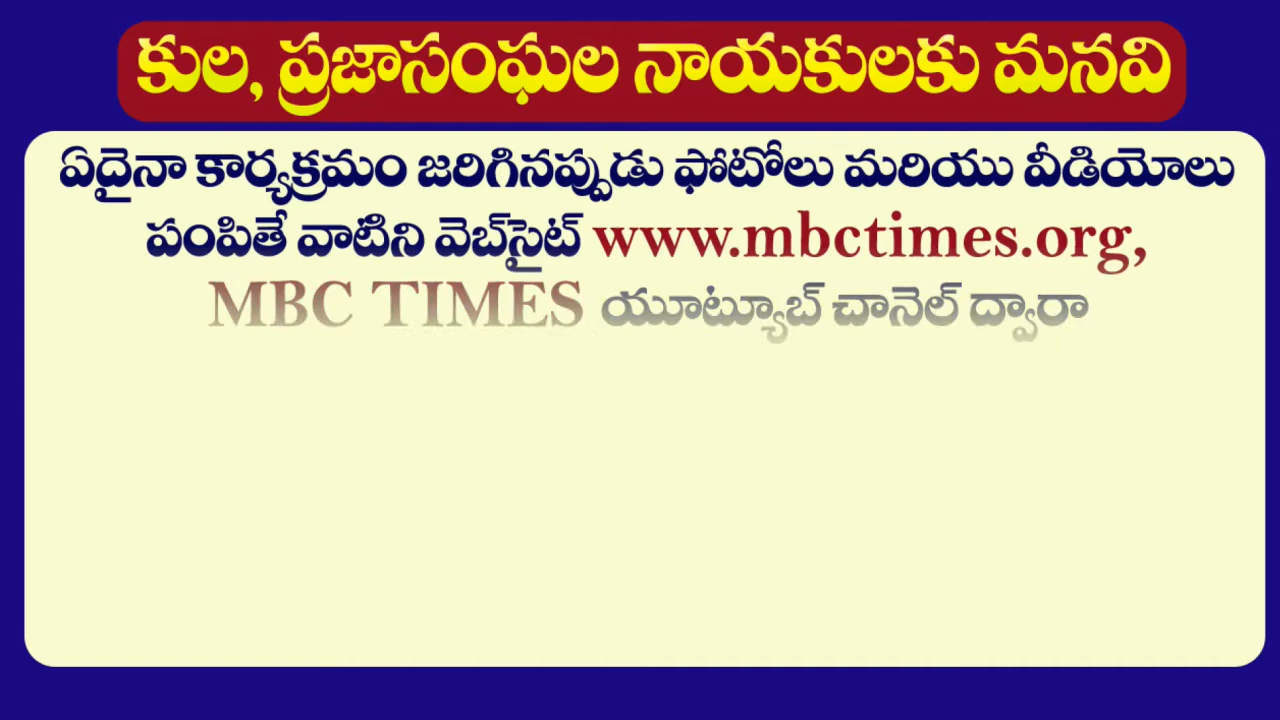 కుల, ప్రజాసంఘల నాయకులకు మనవి
ఏదైనా కార్యక్రమం జరిగినప్పుడు ఫోటోలు మరియు వీడియోలు
పంపితే వాటిని వెబ్‌సైట్ www.mbctimes.org,
MBC TIMES యూట్యూబ్ చానెల్ ద్వారా